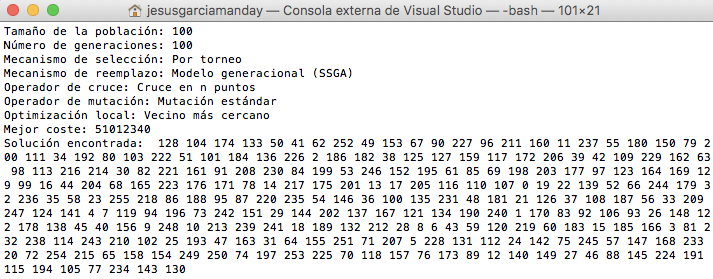 jesusgarciamanday — Consola externa de Visual Studio — -bash — 101×21
Tamaño de la población: 100
Número de generaciones: 100
Mecanismo de selección: Por torneo
Mecanismo de reemplazo: Modelo generacional (SSGA)
Operador de cruce: Cruce en n puntos
Operador de mutación: Mutación estándar
Optimización local: Vecino más cercano
Mejor coste: 51012340
Solución encontrada:  128 104 174 133 50 41 62 252 49 153 67 90 227 96 211 160 11 237 55 180 150 79 2
00 111 34 192 80 103 222 51 101 184 136 226 2 186 182 38 125 127 159 117 172 206 39 42 109 229 162 63
 98 113 216 214 30 82 221 161 91 208 230 84 199 53 246 152 195 61 85 69 198 203 177 97 123 164 169 12
9 99 16 44 204 68 165 223 176 171 78 14 217 175 201 13 17 205 116 110 107 0 19 22 139 52 66 244 179 3
2 236 35 58 23 255 218 86 188 95 87 220 235 54 146 36 100 135 231 48 181 21 126 37 108 187 56 33 209
247 124 141 4 7 119 94 196 73 242 151 29 144 202 137 167 121 134 190 240 1 170 83 92 106 93 26 148 12
2 178 138 45 40 156 9 248 10 213 239 241 18 189 132 212 28 8 6 43 59 120 219 60 183 15 185 166 3 81 2
32 238 114 243 210 102 25 193 47 163 31 64 155 251 71 207 5 228 131 112 24 142 75 245 57 147 168 233
20 72 254 215 65 158 154 249 250 74 197 253 225 70 118 157 76 173 89 12 140 149 27 46 88 145 224 191
115 194 105 77 234 143 130